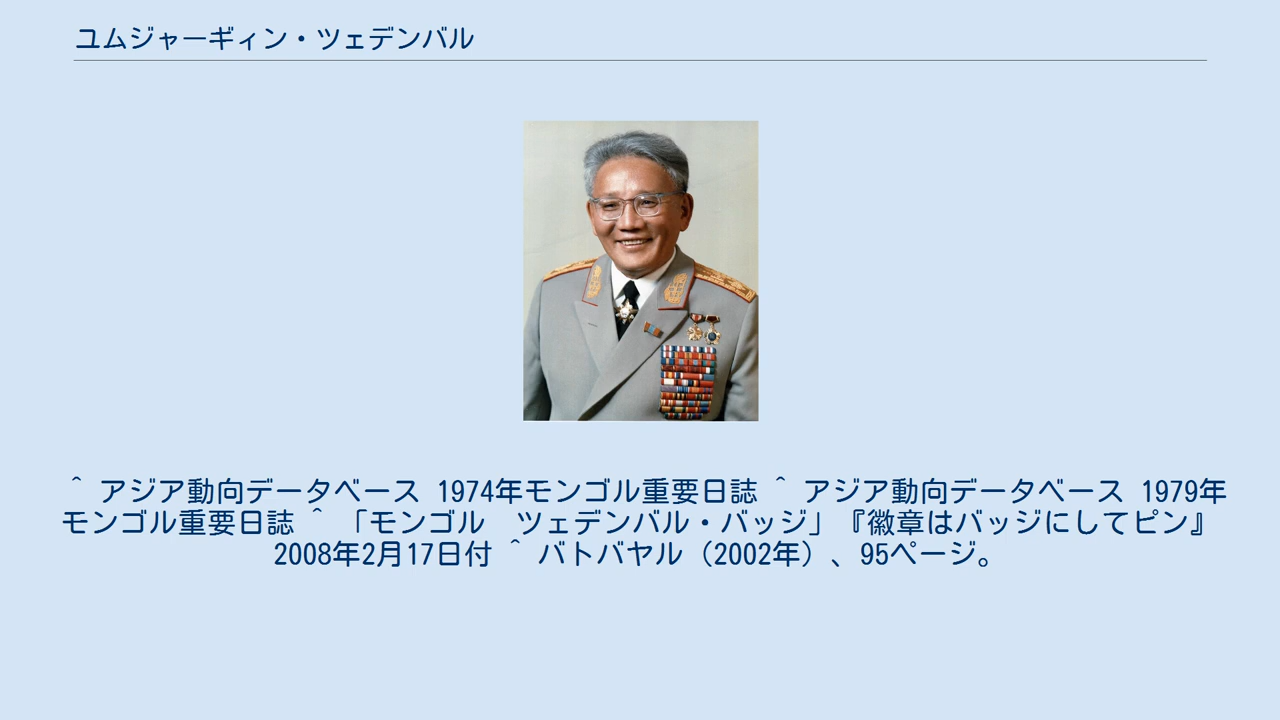 ユムジャーギィン・ツェデンバル
^ アジア動向データベース 1974年モンゴル重要日誌 ^ アジア動向データベース 1979年
モンゴル重要日誌 ^ 「モンゴル　ツェデンバル・バッジ」『徽章はバッジにしてピン』
2008年2月17日付 ^ バトバヤル（2002年）、95ページ。